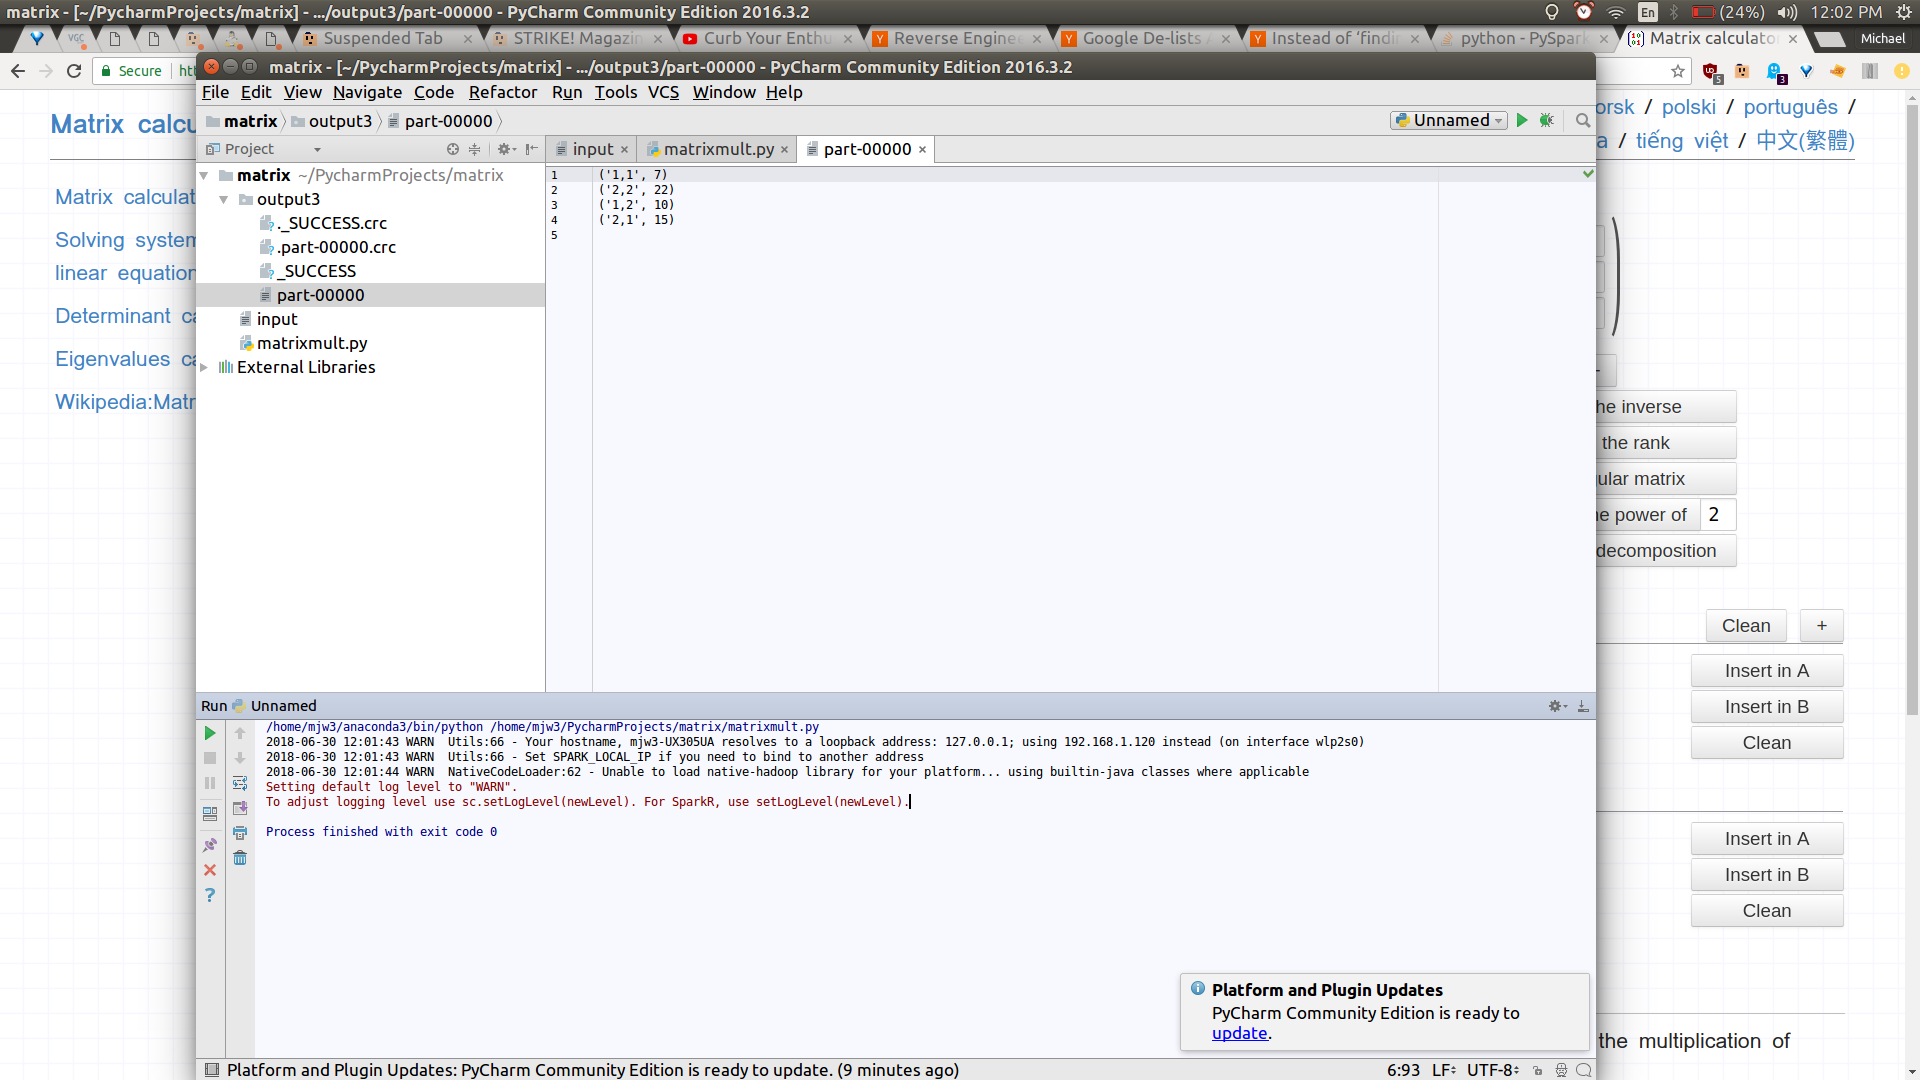 matrix - [~/PycharmProjects/matrix] - .../output3/part-00000 - PyCharm Community Edition 2016.3.2
En
(24%)
12:02 PM
VGC
Suspended Tab
STRIKE! Magazin
Curb Your Enthu
Reverse Enginee
Google De-lists
Instead of 'findi
python - PySpark
Matrix calculato
Michael
Secure
5
3
matrix - [~/PycharmProjects/matrix] - .../output3/part-00000 - PyCharm Community Edition 2016.3.2
File Edit View Navigate Code Refactor Run Tools VCS Window Help
matrix output3 part-00000
Unnamed
Project
input
matrixmult.py
part-00000
matrix ~/PycharmProjects/matrix
output3
._SUCCESS.crc
.part-00000.crc
_SUCCESS
part-00000
input
matrixmult.py
External Libraries
1 ('1,1', 7)
2 ('2,2', 22)
3 ('1,2', 10)
4 ('2,1', 15)
5
Matrix calcu
Matrix calculat
Solving system
linear equation
Determinant ca
Eigenvalues ca
Wikipedia:Matr
orsk / polski / português /
a / tiếng việt / 中文(繁體)
he inverse
the rank
ular matrix
e power of 2
decomposition
Clean +
Insert in A
Insert in B
Clean
Insert in A
Insert in B
Clean
the multiplication of
Run Unnamed
/home/mjw3/anaconda3/bin/python /home/mjw3/PycharmProjects/matrix/matrixmult.py
2018-06-30 12:01:43 WARN  Utils:66 - Your hostname, mjw3-UX305UA resolves to a loopback address: 127.0.0.1; using 192.168.1.120 instead (on interface wlp2s0)
2018-06-30 12:01:43 WARN  Utils:66 - Set SPARK_LOCAL_IP if you need to bind to another address
2018-06-30 12:01:44 WARN  NativeCodeLoader:62 - Unable to load native-hadoop library for your platform... using builtin-java classes where applicable
Setting default log level to "WARN".
To adjust logging level use sc.setLogLevel(newLevel). For SparkR, use setLogLevel(newLevel).
Process finished with exit code 0
Platform and Plugin Updates
PyCharm Community Edition is ready to
update.
Platform and Plugin Updates: PyCharm Community Edition is ready to update. (9 minutes ago)
6:93 LF UTF-8